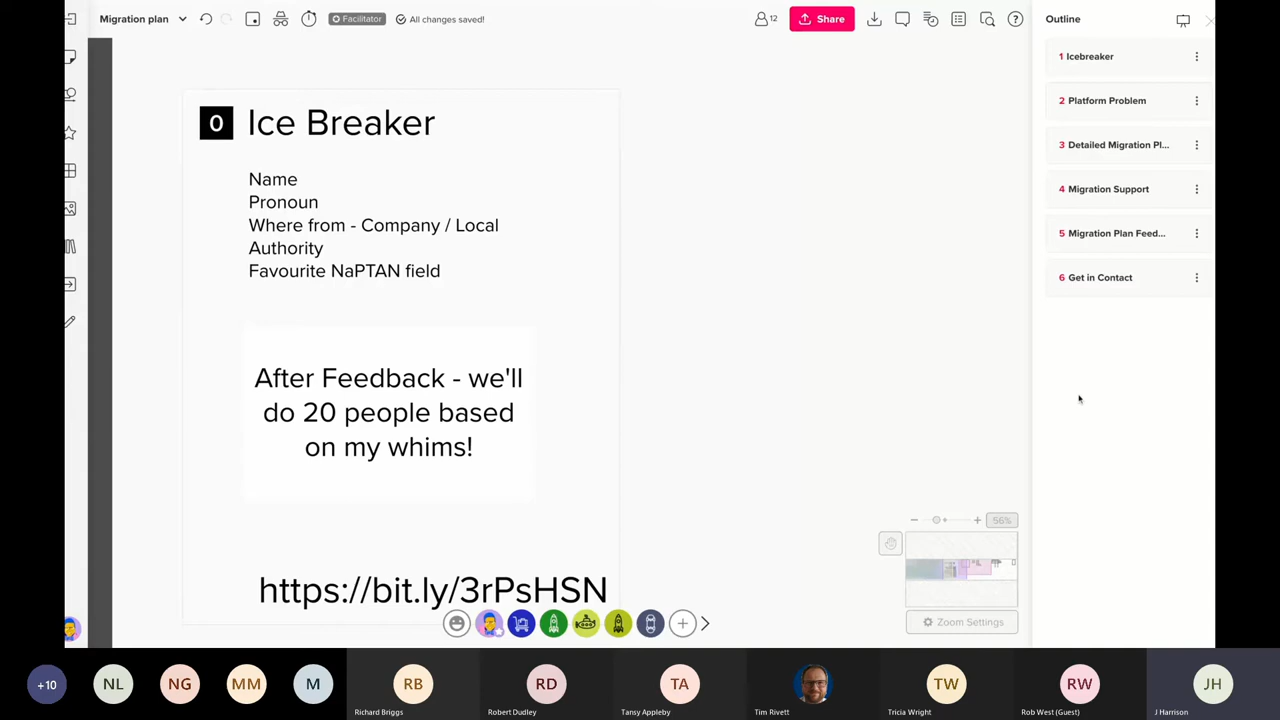 Migration plan
Facilitator
All changes saved!
12
Share
Outline
0 Ice Breaker
Name
Pronoun
Where from - Company / Local
Authority
Favourite NaPTAN field
After Feedback - we'll
do 20 people based
on my whims!
https://bit.ly/3rPsHSN
1 Icebreaker
2 Platform Problem
3 Detailed Migration Pl...
4 Migration Support
5 Migration Plan Feed...
6 Get in Contact
56%
Zoom Settings
+10
NL
NG
MM
M
RB
Richard Briggs
RD
Robert Dudley
TA
Tansy Appleby
Tim Rivett
TW
Tricia Wright
RW
Rob West (Guest)
JH
J Harrison